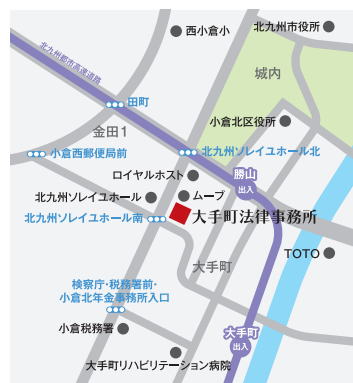 西小倉小
北九州市役所
北九州都市高速道路
城内
田町
小倉北区役所
金田1
小倉西郵便局前
北九州ソレイユホール北
ロイヤルホスト
勝山
出入
北九州ソレイユホール
ムーブ
北九州ソレイユホール南
大手町法律事務所
TOTO
大手町
検察庁・税務署前・
小倉北年金事務所入口
小倉税務署
大手町
出入
大手町リハビリテーション病院